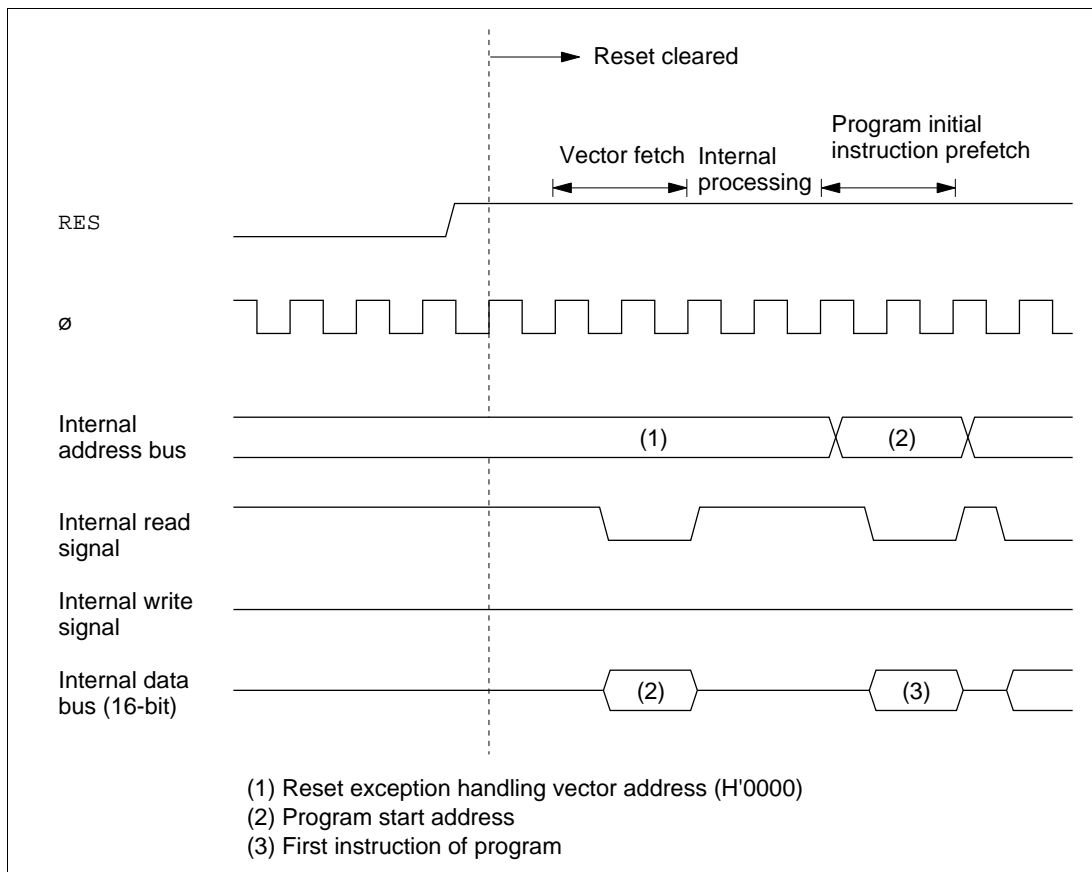 Reset cleared
Program initial
instruction prefetch
Vector fetch
Internal
processing
RES
ø
Internal
address bus
(1)
(2)
Internal read
signal
Internal write
signal
Internal data
bus (16-bit)
(2)
(3)
(1) Reset exception handling vector address (H'0000)
(2) Program start address
(3) First instruction of program